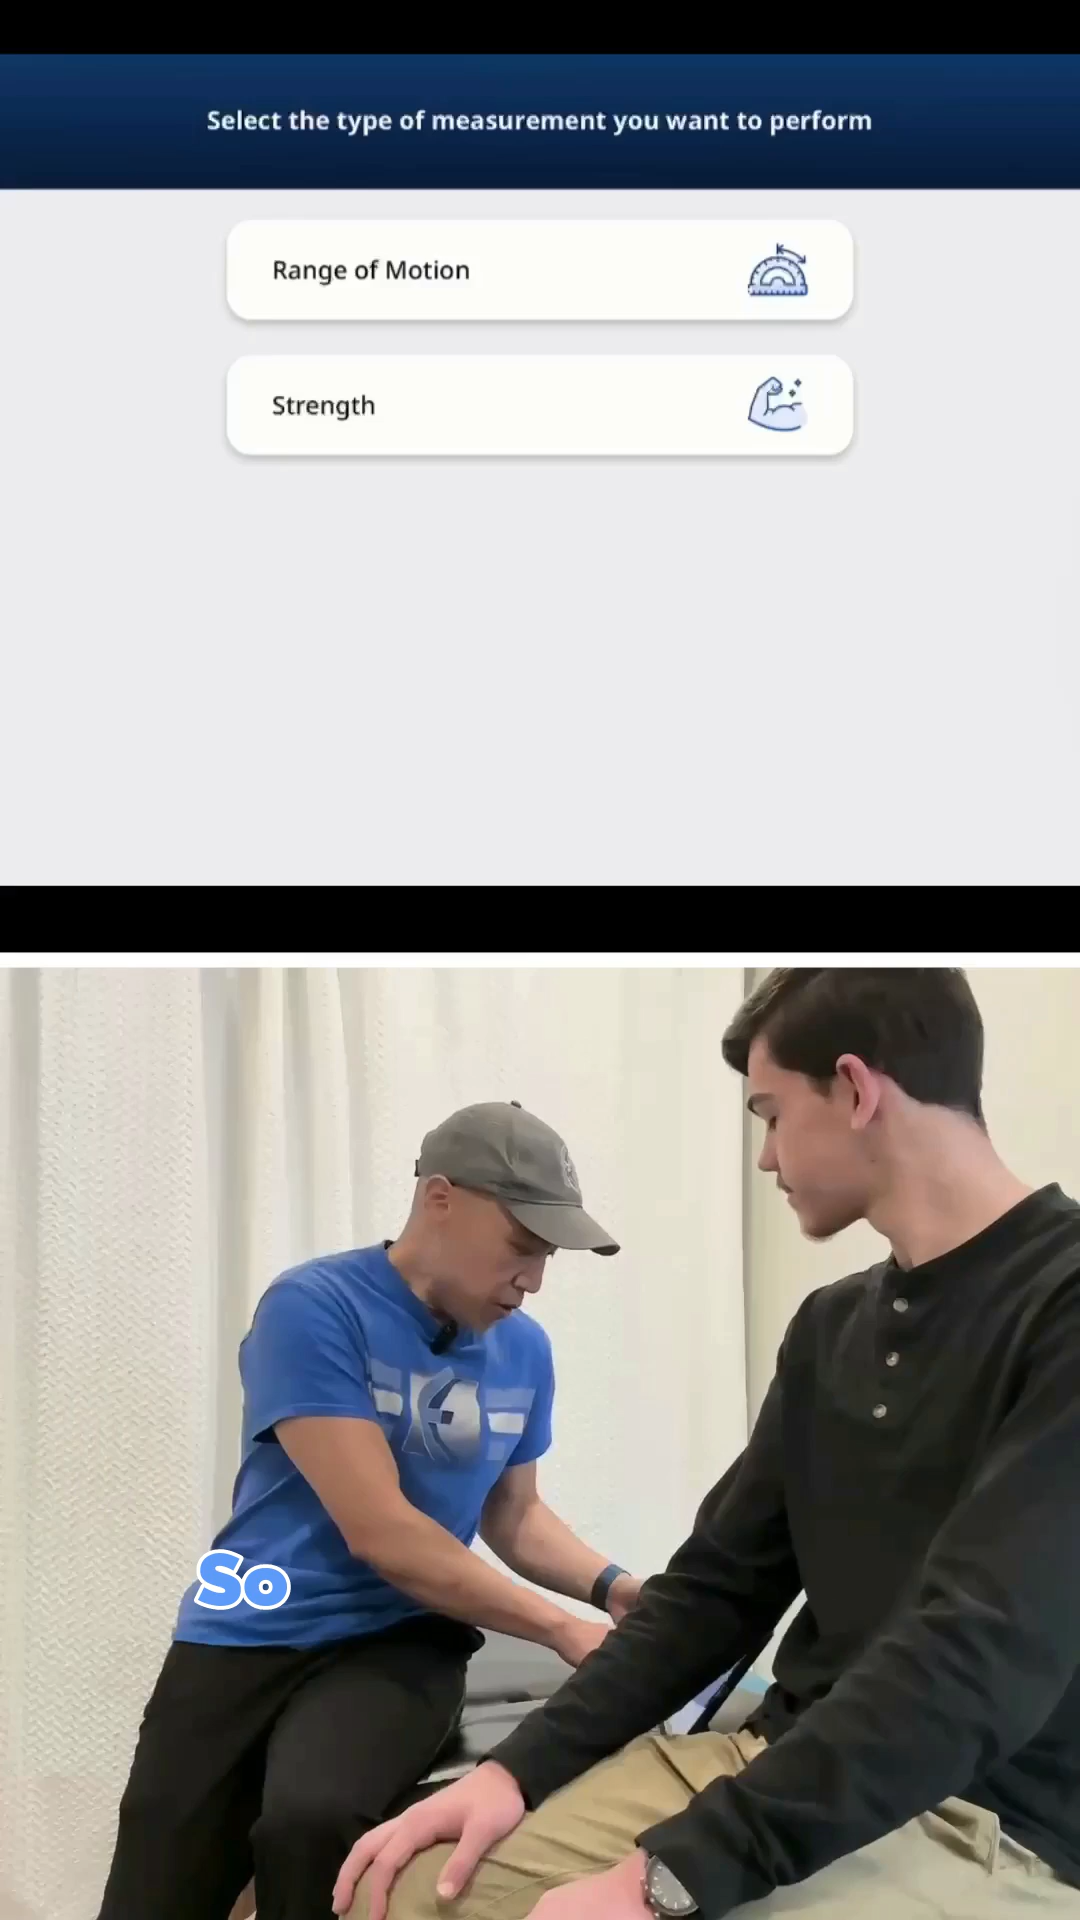 Select the type of measurement you want to perform
Range of Motion
Strength
So